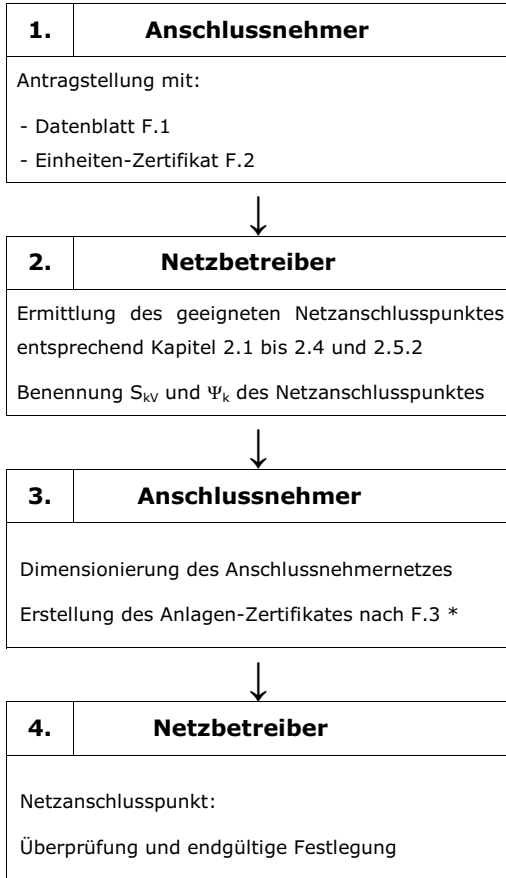 1. Anschlussnehmer
Antragstellung mit:
- Datenblatt F.1
- Einheiten-Zertifikat F.2
2. Netzbetreiber
Ermittlung des geeigneten Netzanschlusspunktes
entsprechend Kapitel 2.1 bis 2.4 und 2.5.2
Benennung SkV und Ψk des Netzanschlusspunktes
3. Anschlussnehmer
Dimensionierung des Anschlussnehmernetzes
Erstellung des Anlagen-Zertifikates nach F.3 *
4. Netzbetreiber
Netzanschlusspunkt:
Überprüfung und endgültige Festlegung